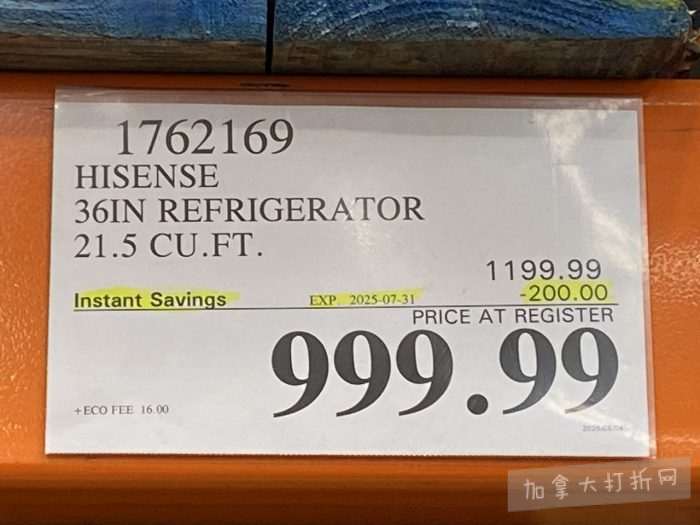 1762169
HISENSE
36IN REFRIGERATOR
21.5 CU.FT.
1199.99
Instant Savings EXP. 2025-07-31 -200.00
PRICE AT REGISTER
999.99
+ECO FEE 16.00
加拿大打折网